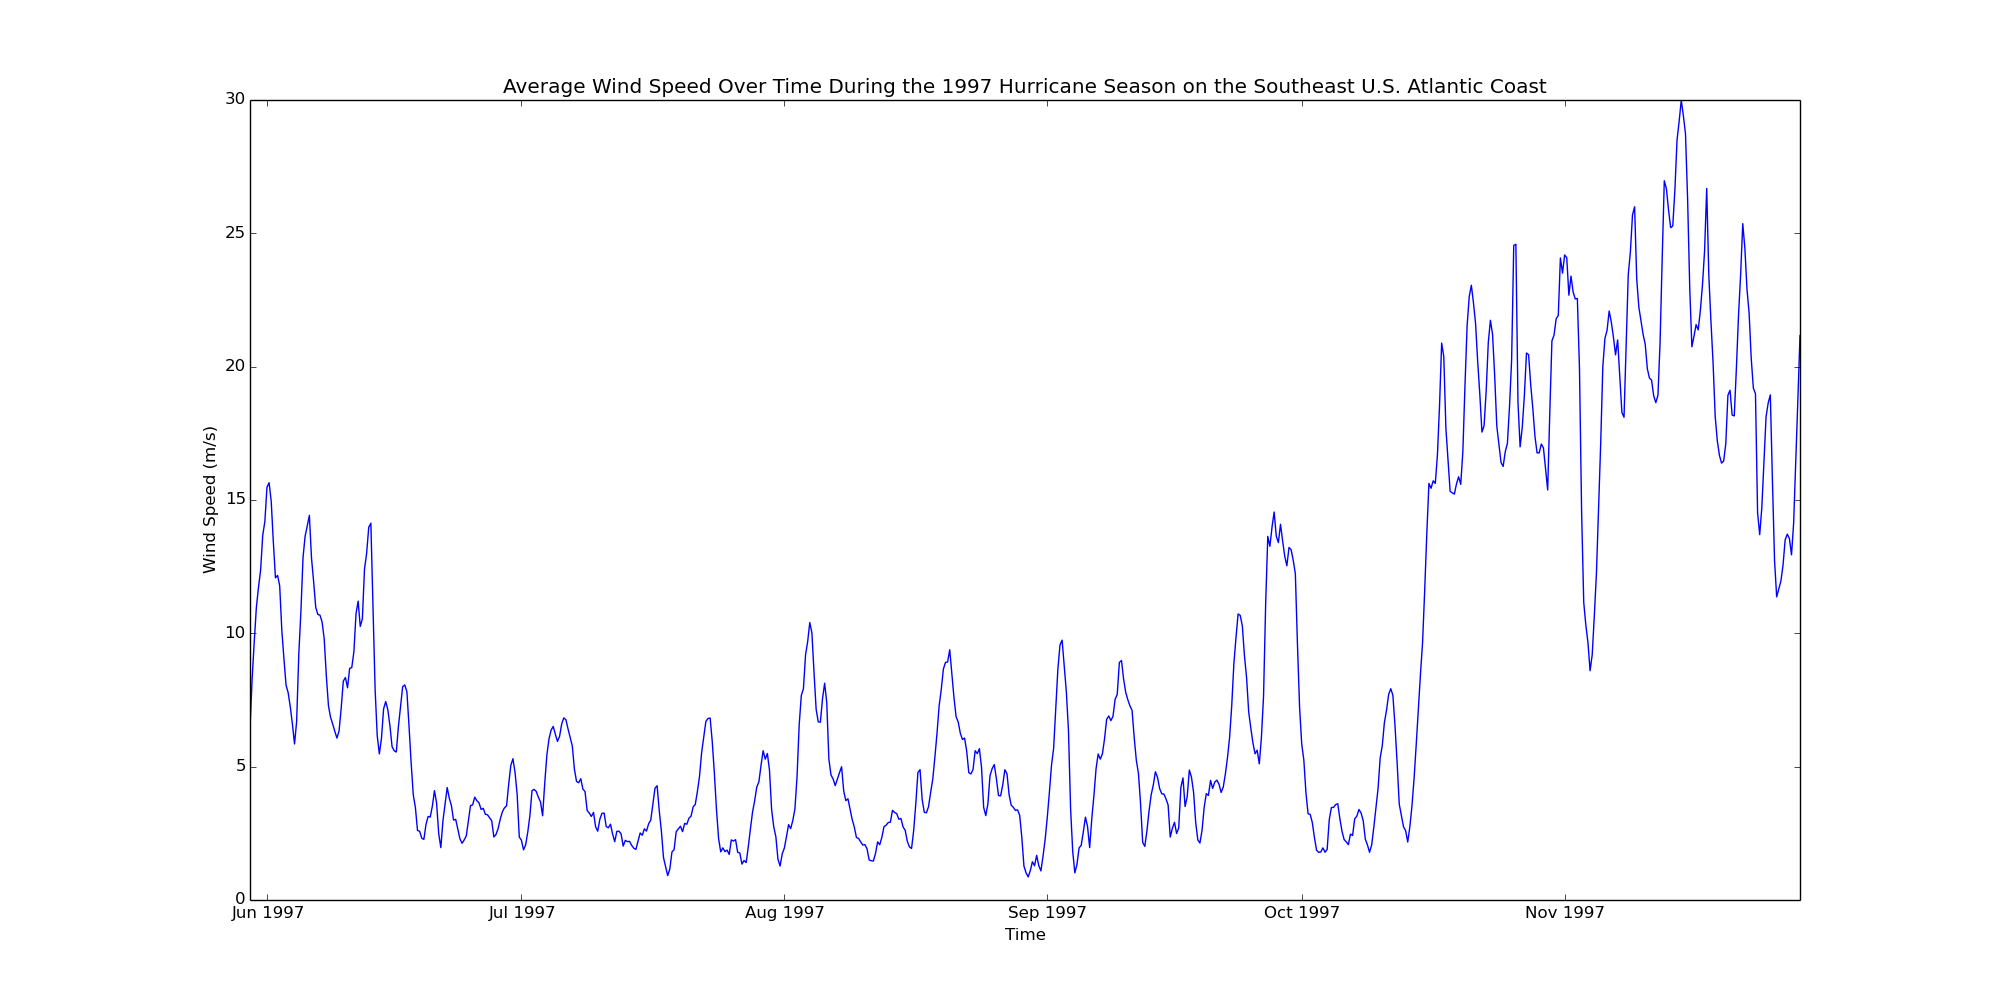 Average Wind Speed Over Time During the 1997 Hurricane Season on the Southeast U.S. Atlantic Coast
30
25
20
15
10
5
0
Wind Speed (m/s)
Jun 1997 Jul 1997 Aug 1997 Sep 1997 Oct 1997 Nov 1997
Time